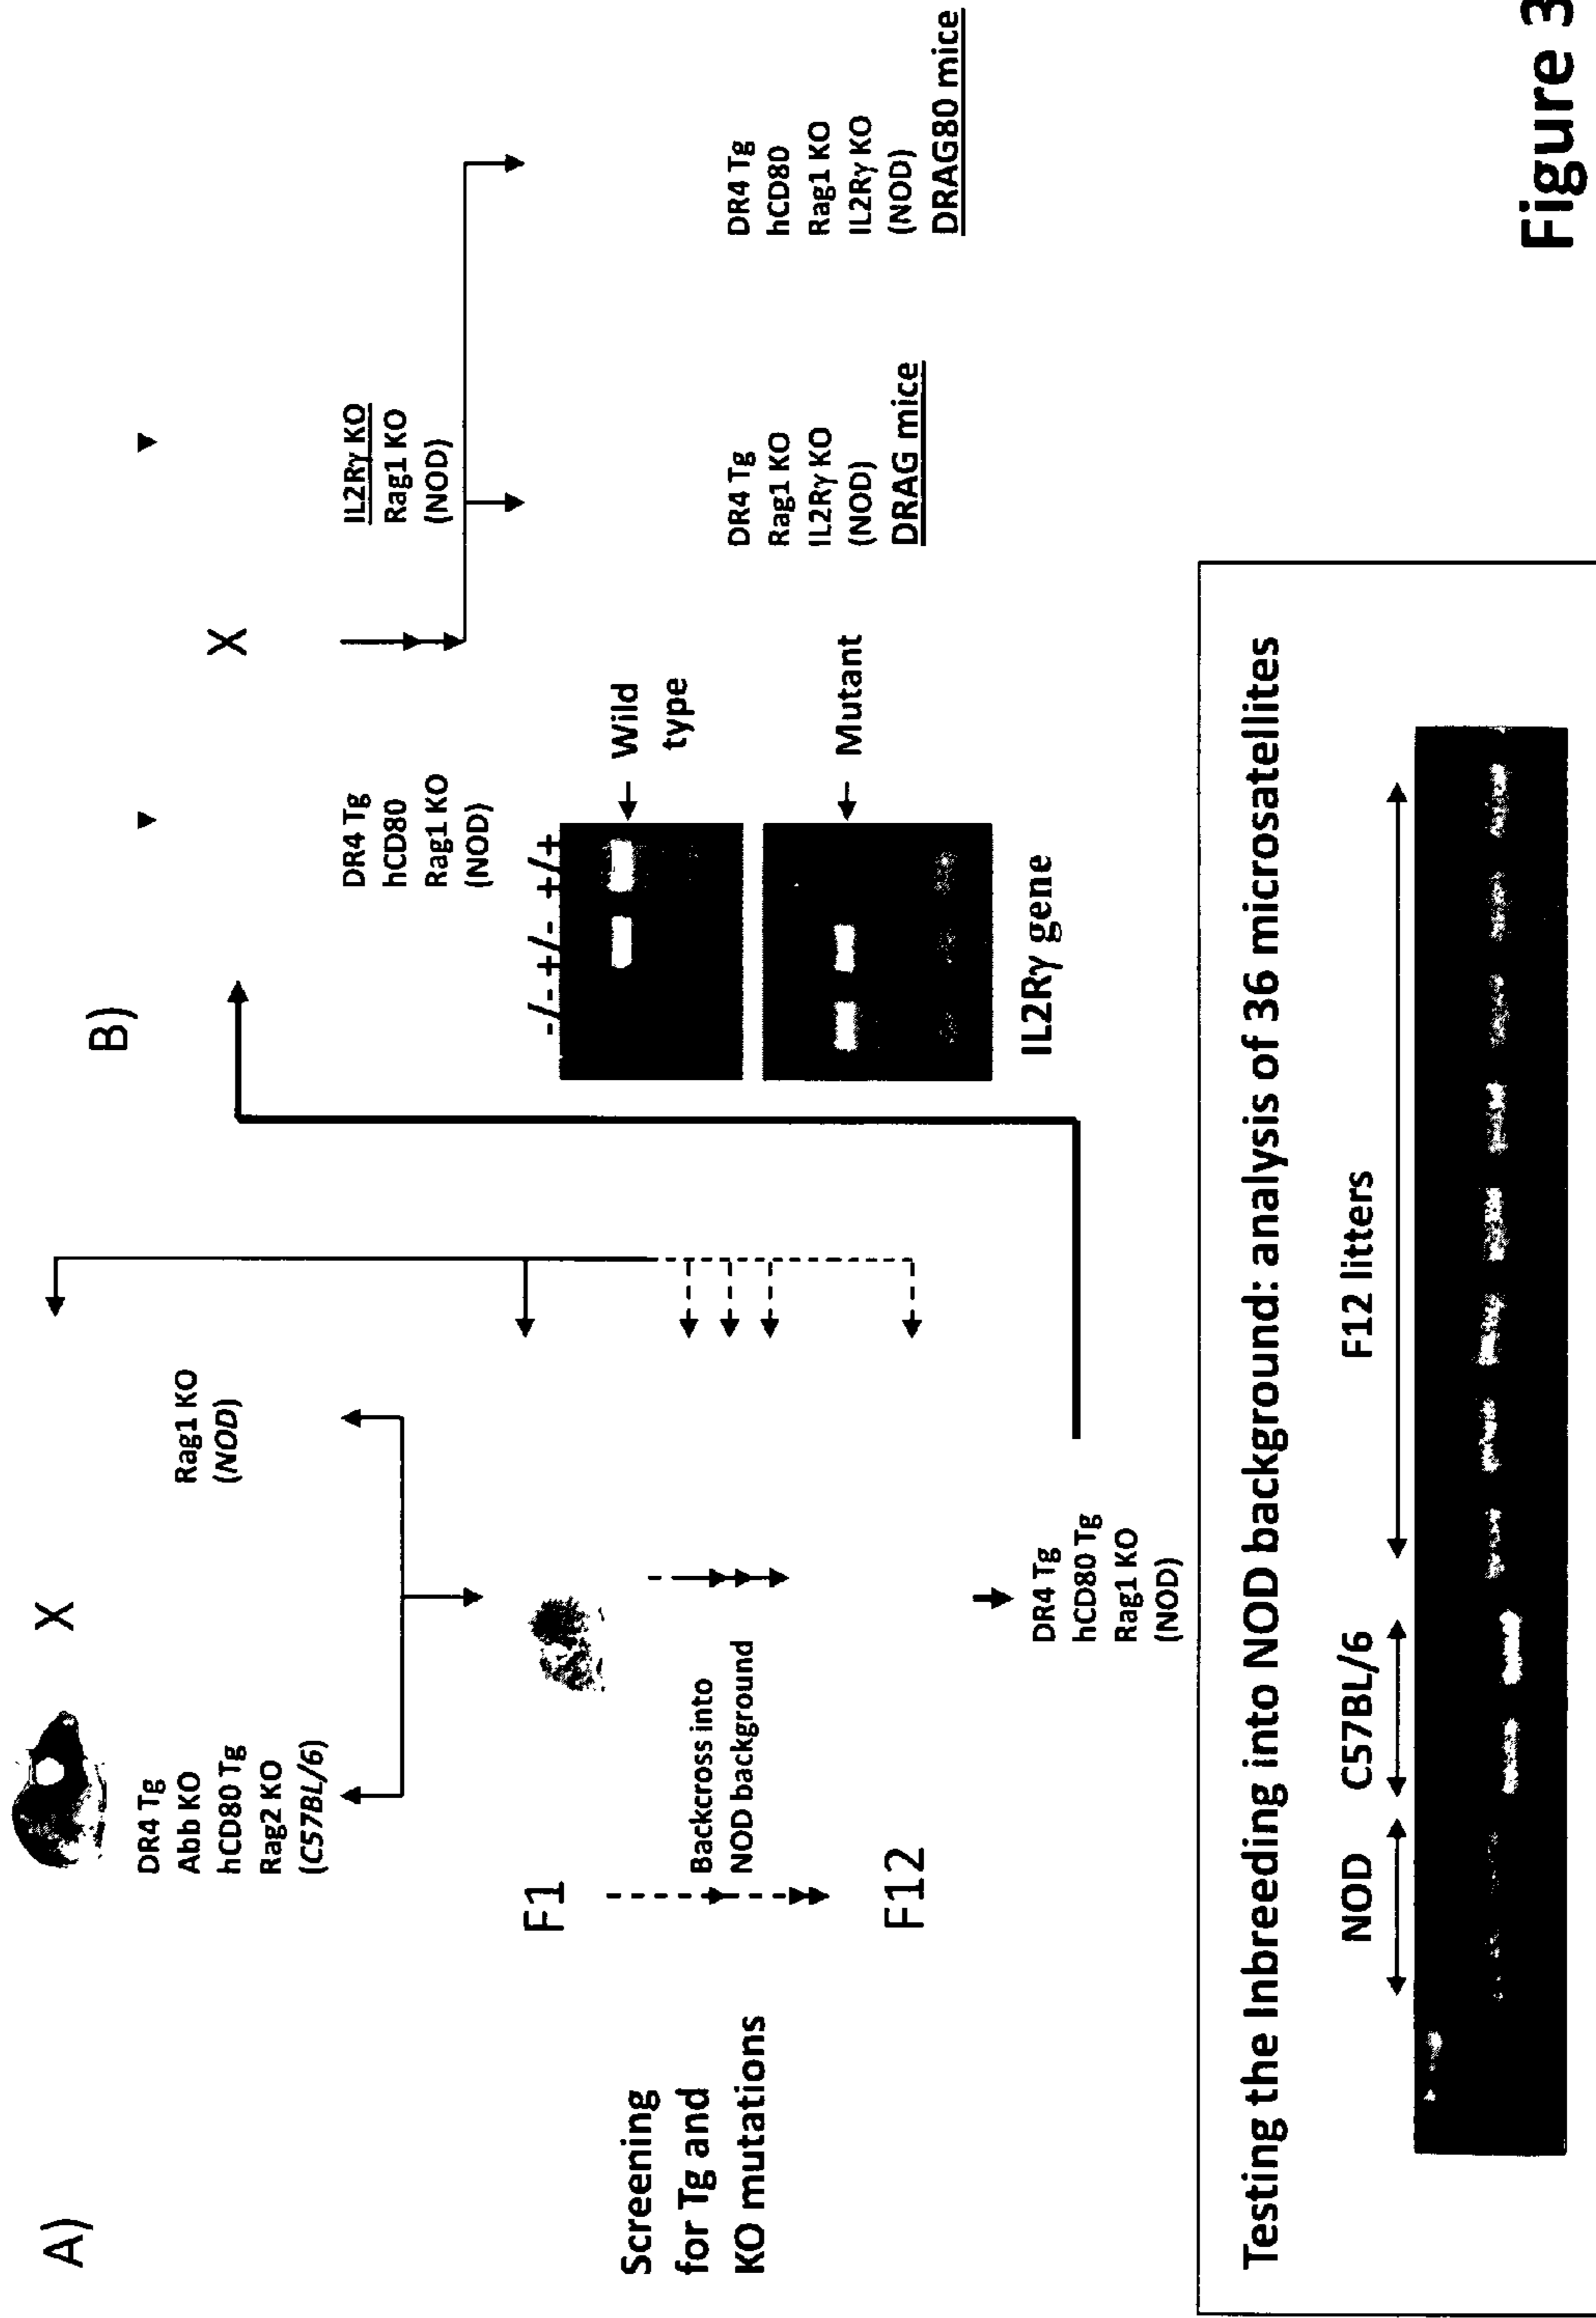 A)
X
DR4 Tg
Abb KO
hCD80 Tg
Rag2 KO
(C57BL/6)
Rag1 KO
(NOD)
F1
Screening
for Tg and
KO mutations
Backcross into
NOD background
F12
DR4 Tg
hCD80 Tg
Rag1 KO
(NOD)
B)
X
DR4 Tg
hCD80
Rag1 KO
(NOD)
IL2Rγ KO
Rag1 KO
(NOD)
-/- +/- +/+
Wild
type
Mutant
IL2Rγ gene
DR4 Tg
Rag1 KO
IL2Rγ KO
(NOD)
DRAG mice
DR4 Tg
hCD80
Rag1 KO
IL2Rγ KO
(NOD)
DRAG80 mice
Testing the Inbreeding into NOD background: analysis of 36 microsatellites
NOD C57BL/6 F12 litters
Figure 3